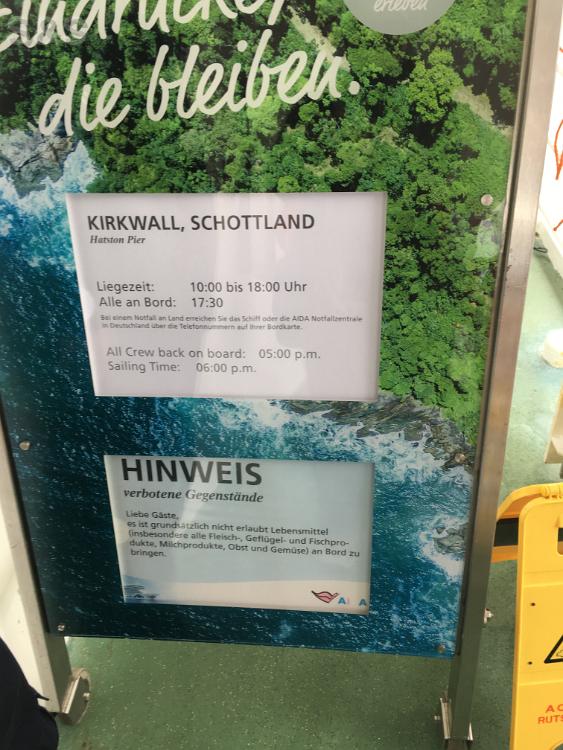 die bleiben.
erleben
KIRKWALL, SCHOTTLAND
Hatston Pier
Liegezeit: 10:00 bis 18:00 Uhr
Alle an Bord: 17:30
Bei einem Notfall an Land erreichen Sie das Schiff oder die AIDA Notfallzentrale
in Deutschland über die Telefonnummern auf Ihrer Bordkarte.
All Crew back on board: 05:00 p.m.
Sailing Time: 06:00 p.m.
HINWEIS
verbotene Gegenstände
Liebe Gäste,
es ist grundsätzlich nicht erlaubt Lebensmittel
(insbesondere alle Fleisch-, Geflügel- und Fischpro-
dukte, Milchprodukte, Obst und Gemüse) an Bord zu
bringen.